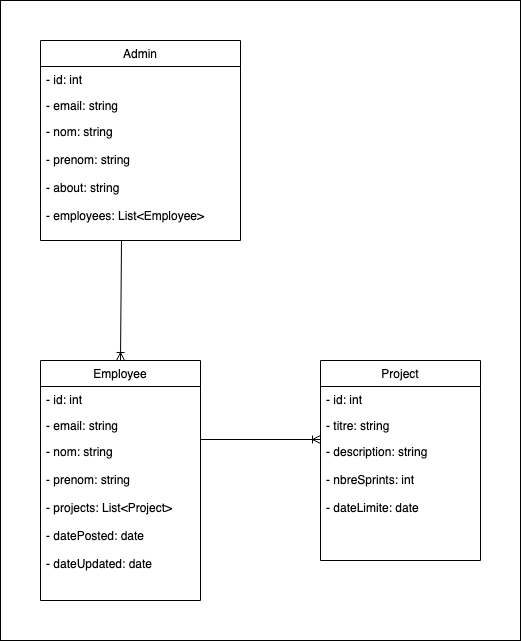 Admin
- id: int
- email: string
- nom: string
- prenom: string
- about: string
- employees: List<Employee>
Employee
- id: int
- email: string
- nom: string
- prenom: string
- projects: List<Project>
- datePosted: date
- dateUpdated: date
Project
- id: int
- titre: string
- description: string
- nbreSprints: int
- dateLimite: date